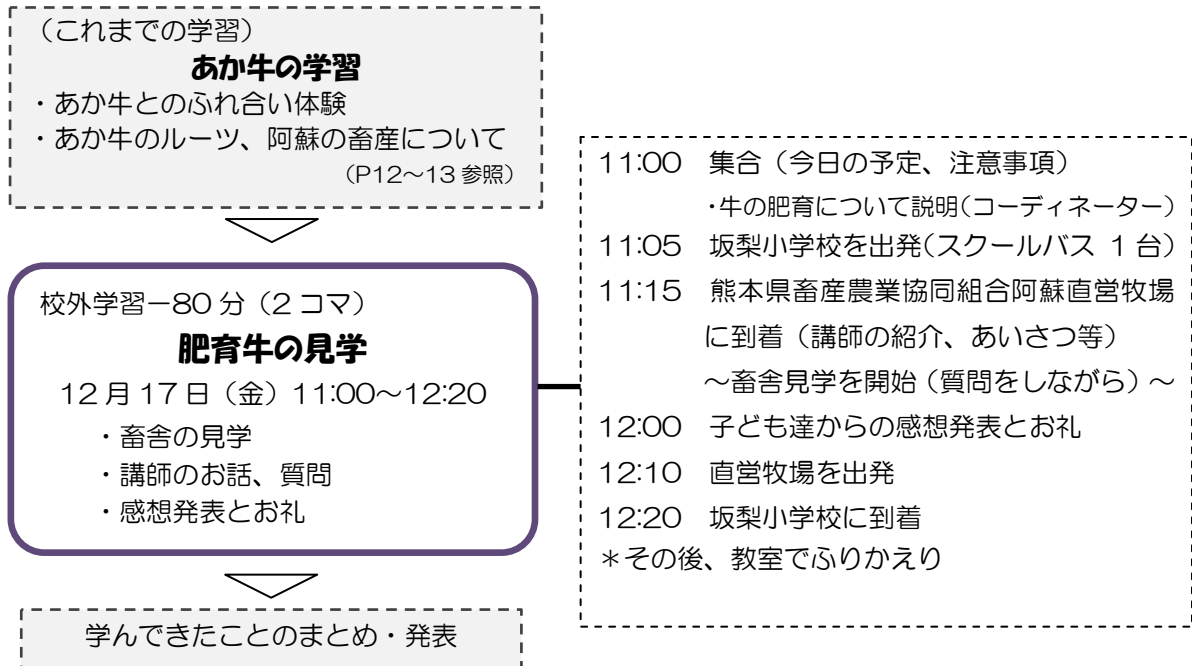 （これまでの学習）
あか牛の学習
・あか牛とのふれ合い体験
・あか牛のルーツ、阿蘇の畜産について
（P12～13 参照）
校外学習－80 分（2 コマ）
肥育牛の見学
12 月 17 日（金）11:00～12:20
・畜舎の見学
・講師のお話、質問
・感想発表とお礼
学んできたことのまとめ・発表
11:00 集合（今日の予定、注意事項）
・牛の肥育について説明（コーディネーター）
11:05 坂梨小学校を出発（スクールバス 1 台）
11:15 熊本県畜産農業協同組合阿蘇直営牧場
に到着（講師の紹介、あいさつ等）
～畜舎見学を開始（質問をしながら）～
12:00 子ども達からの感想発表とお礼
12:10 直営牧場を出発
12:20 坂梨小学校に到着
＊その後、教室でふりかえり